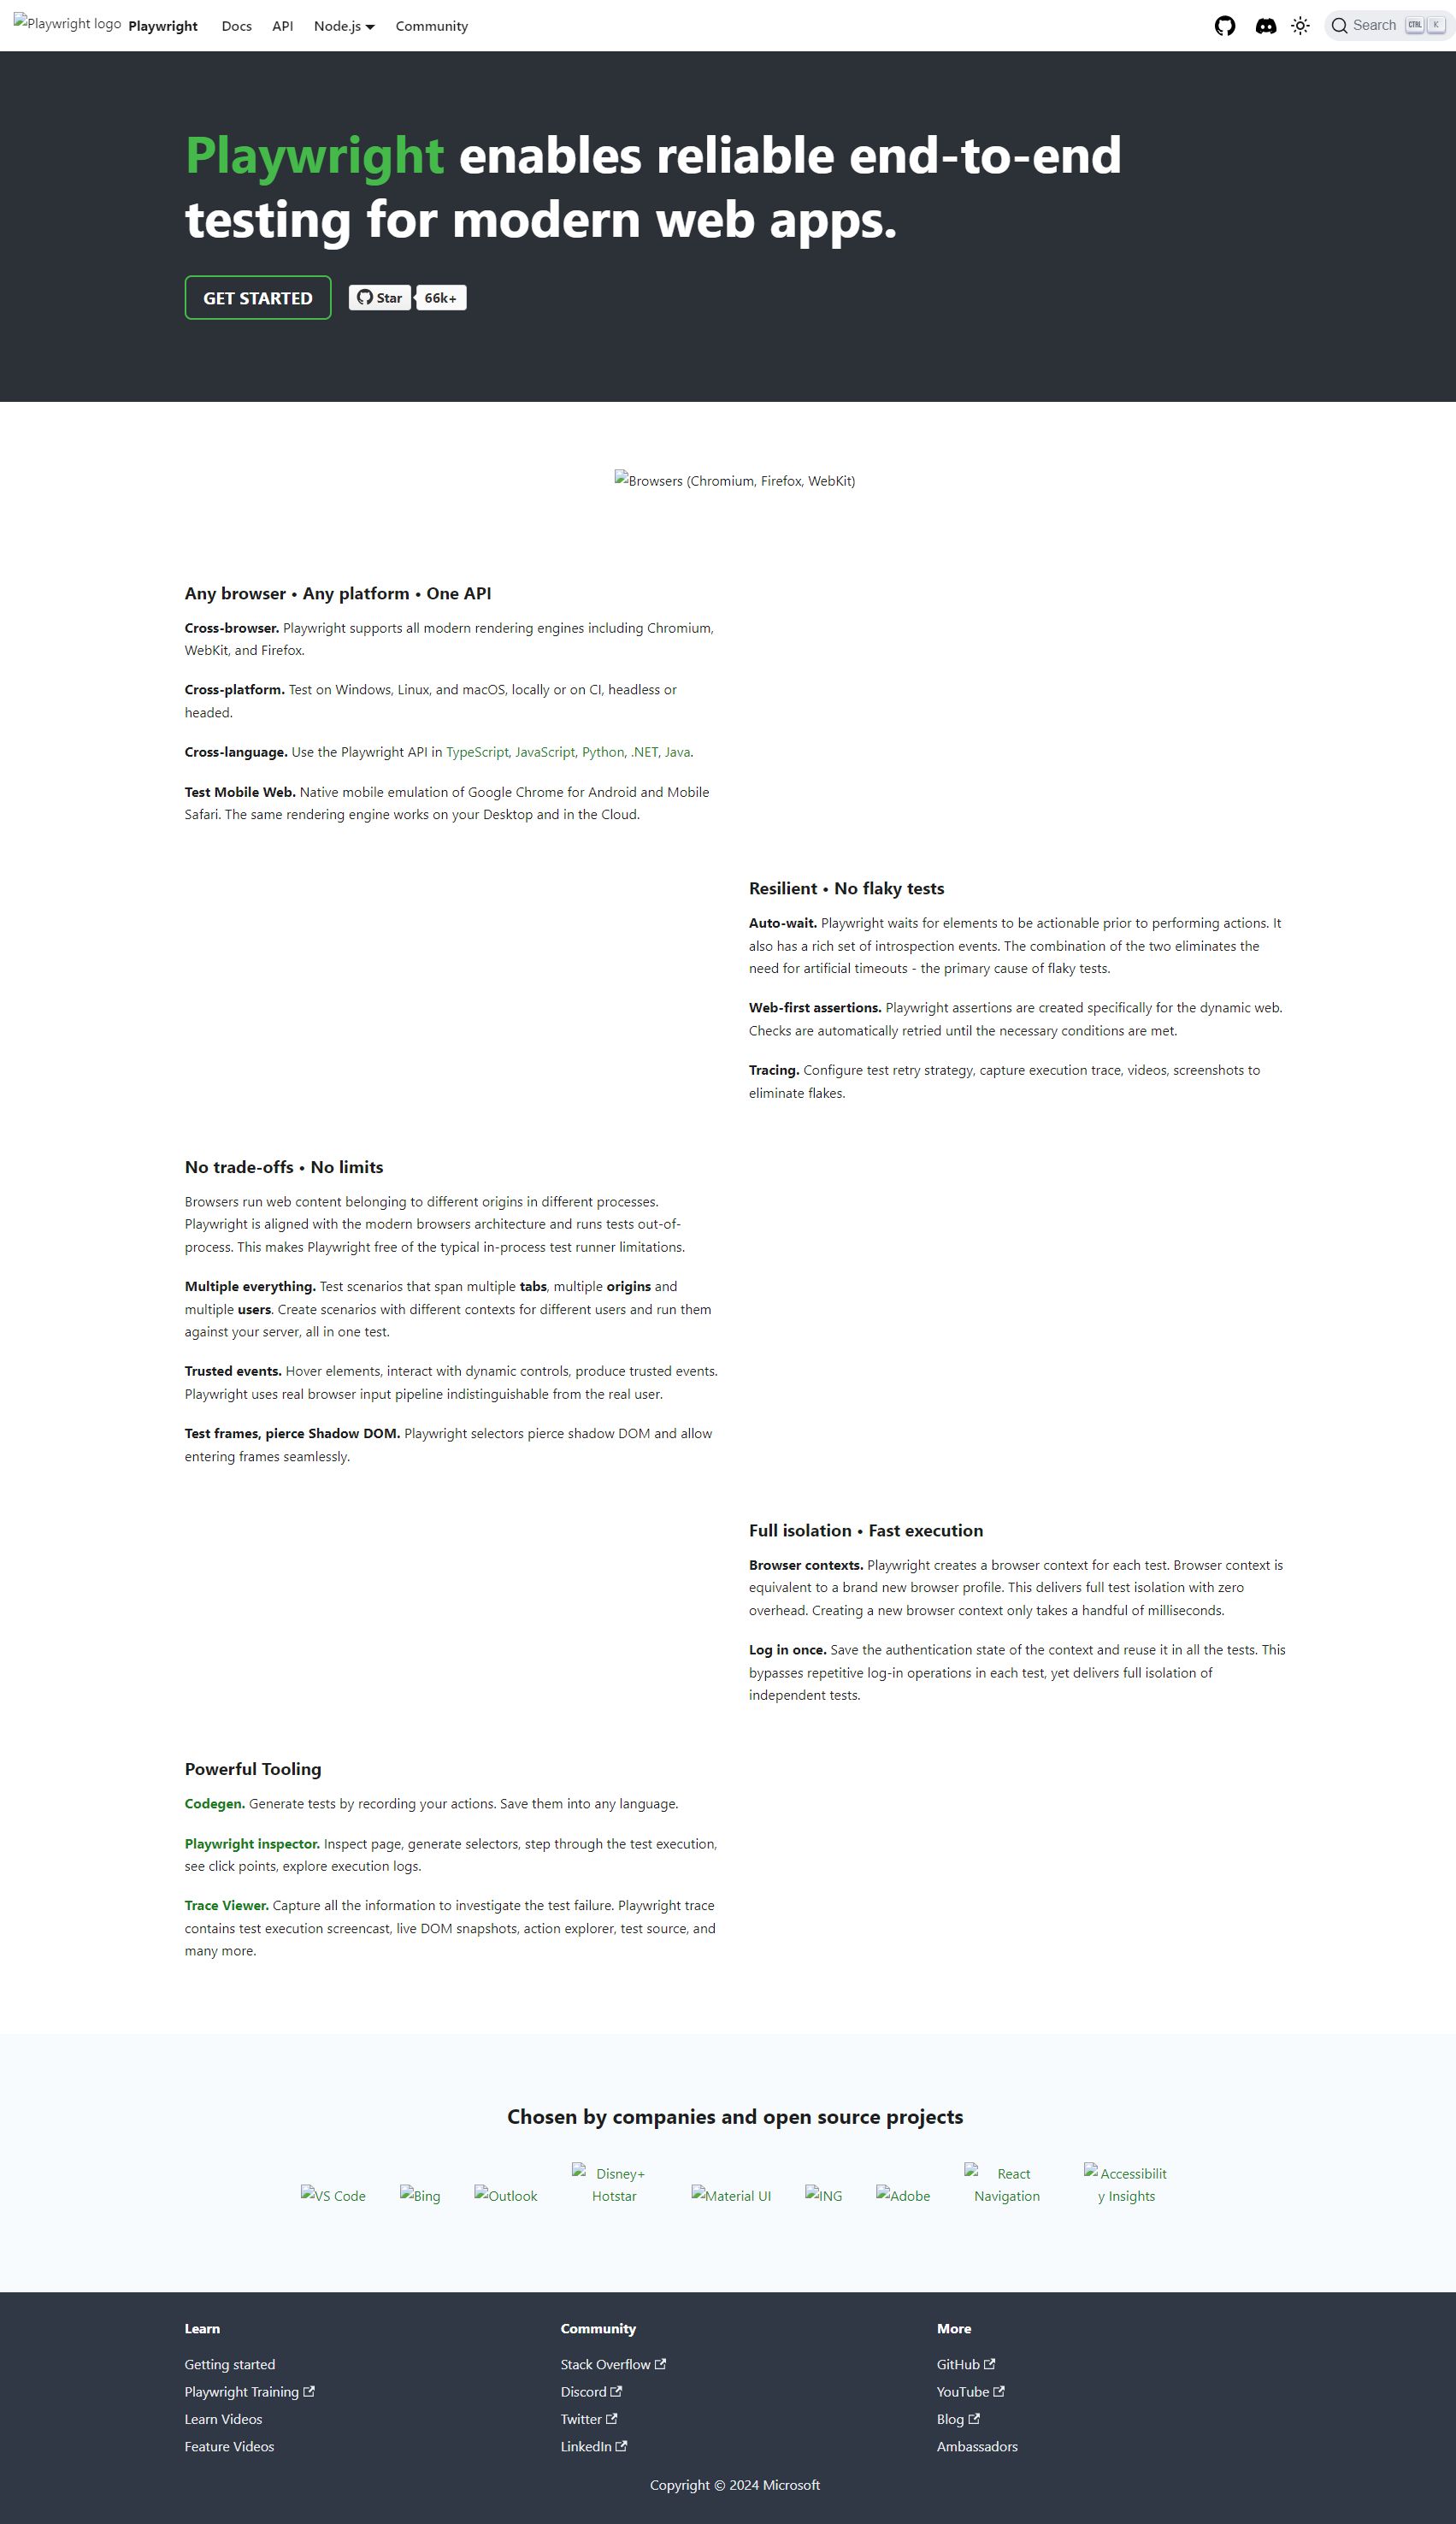 Playwright logo Playwright Docs API Node.js Community Search CTRL K
Playwright enables reliable end-to-end
testing for modern web apps.
GET STARTED Star 66k+
Browsers (Chromium, Firefox, WebKit)
Any browser • Any platform • One API
Cross-browser. Playwright supports all modern rendering engines including Chromium,
WebKit, and Firefox.
Cross-platform. Test on Windows, Linux, and macOS, locally or on CI, headless or
headed.
Cross-language. Use the Playwright API in TypeScript, JavaScript, Python, .NET, Java.
Test Mobile Web. Native mobile emulation of Google Chrome for Android and Mobile
Safari. The same rendering engine works on your Desktop and in the Cloud.
Resilient • No flaky tests
Auto-wait. Playwright waits for elements to be actionable prior to performing actions. It
also has a rich set of introspection events. The combination of the two eliminates the
need for artificial timeouts - the primary cause of flaky tests.
Web-first assertions. Playwright assertions are created specifically for the dynamic web.
Checks are automatically retried until the necessary conditions are met.
Tracing. Configure test retry strategy, capture execution trace, videos, screenshots to
eliminate flakes.
No trade-offs • No limits
Browsers run web content belonging to different origins in different processes.
Playwright is aligned with the modern browsers architecture and runs tests out-of-
process. This makes Playwright free of the typical in-process test runner limitations.
Multiple everything. Test scenarios that span multiple tabs, multiple origins and
multiple users. Create scenarios with different contexts for different users and run them
against your server, all in one test.
Trusted events. Hover elements, interact with dynamic controls, produce trusted events.
Playwright uses real browser input pipeline indistinguishable from the real user.
Test frames, pierce Shadow DOM. Playwright selectors pierce shadow DOM and allow
entering frames seamlessly.
Full isolation • Fast execution
Browser contexts. Playwright creates a browser context for each test. Browser context is
equivalent to a brand new browser profile. This delivers full test isolation with zero
overhead. Creating a new browser context only takes a handful of milliseconds.
Log in once. Save the authentication state of the context and reuse it in all the tests. This
bypasses repetitive log-in operations in each test, yet delivers full isolation of
independent tests.
Powerful Tooling
Codegen. Generate tests by recording your actions. Save them into any language.
Playwright inspector. Inspect page, generate selectors, step through the test execution,
see click points, explore execution logs.
Trace Viewer. Capture all the information to investigate the test failure. Playwright trace
contains test execution screencast, live DOM snapshots, action explorer, test source, and
many more.
Chosen by companies and open source projects
VS Code
Bing
Outlook
Disney+
Hotstar
Material UI
ING
Adobe
React
Navigation
Accessibilit
y Insights
Learn
Getting started
Playwright Training
Learn Videos
Feature Videos
Community
Stack Overflow
Discord
Twitter
LinkedIn
More
GitHub
YouTube
Blog
Ambassadors
Copyright © 2024 Microsoft